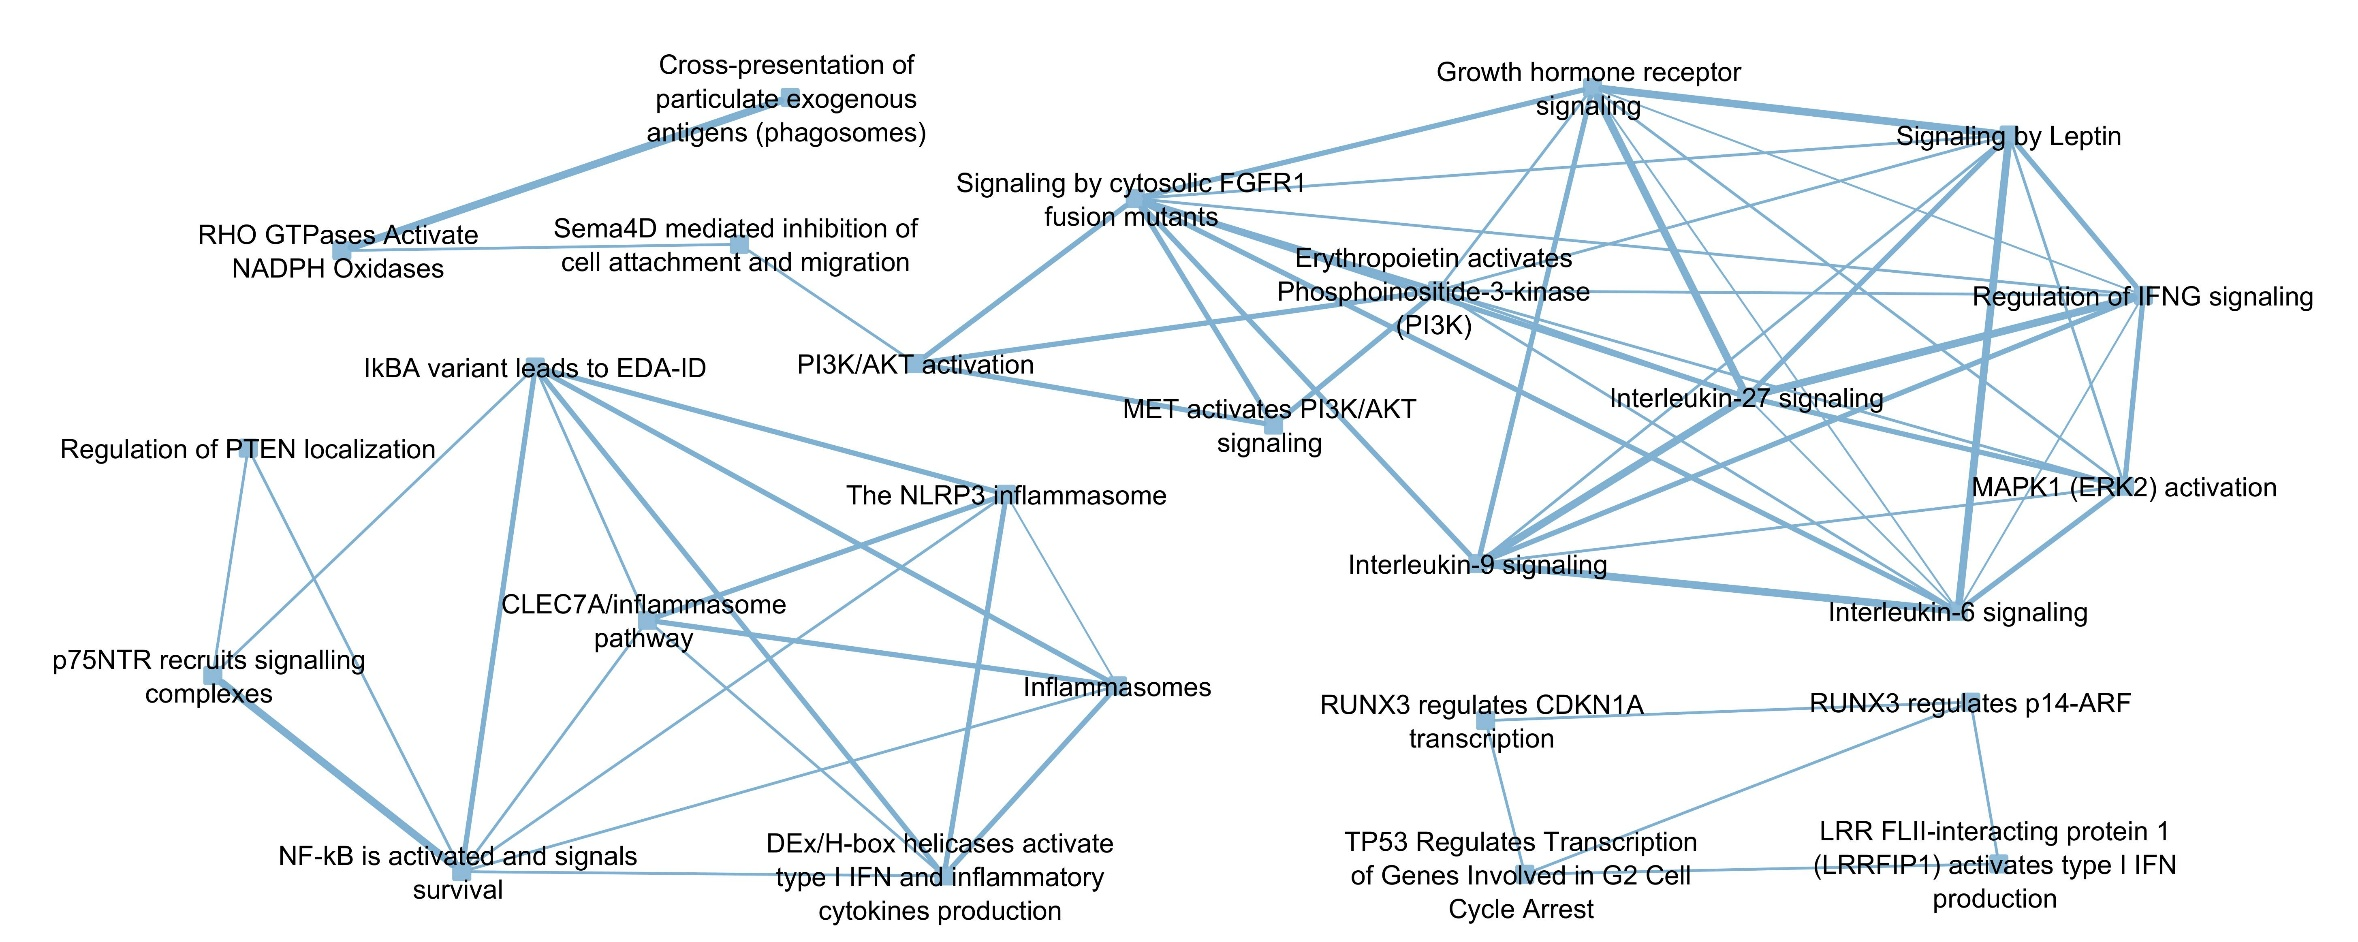 Cross-presentation of
particulate exogenous
antigens (phagosomes)
Growth hormone receptor
signaling
Signaling by Leptin
Signaling by cytosolic FGFR1
fusion mutants
RHO GTPases Activate
NADPH Oxidases
Sema4D mediated inhibition of
cell attachment and migration
Erythropoietin activates
Phosphoinositide-3-kinase
(PI3K)
Regulation of IFNG signaling
IkBA variant leads to EDA-ID
PI3K/AKT activation
Interleukin-27 signaling
MET activates PI3K/AKT
signaling
Regulation of PTEN localization
The NLRP3 inflammasome
MAPK1 (ERK2) activation
Interleukin-9 signaling
CLEC7A/inflammasome
pathway
Interleukin-6 signaling
p75NTR recruits signalling
complexes
Inflammasomes
RUNX3 regulates CDKN1A
transcription
RUNX3 regulates p14-ARF
NF-kB is activated and signals
survival
DEx/H-box helicases activate
type I IFN and inflammatory
cytokines production
TP53 Regulates Transcription
of Genes Involved in G2 Cell
Cycle Arrest
LRR FLII-interacting protein 1
(LRRFIP1) activates type I IFN
production